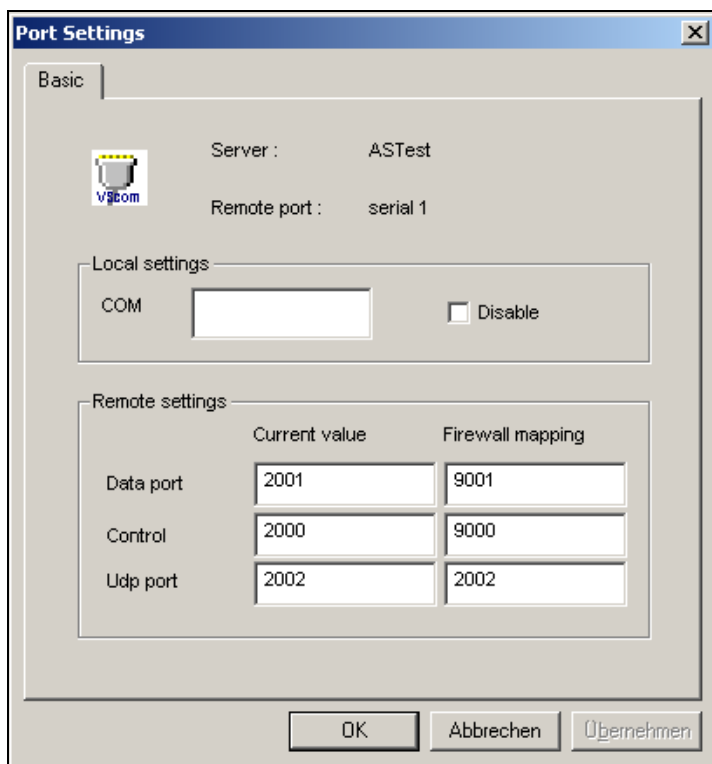 Port Settings
Basic
VScom
Server : ASTest
Remote port : serial 1
Local settings
COM
Disable
Remote settings
Current value Firewall mapping
Data port 2001 9001
Control 2000 9000
Udp port 2002 2002
OK Abbrechen Übernehmen